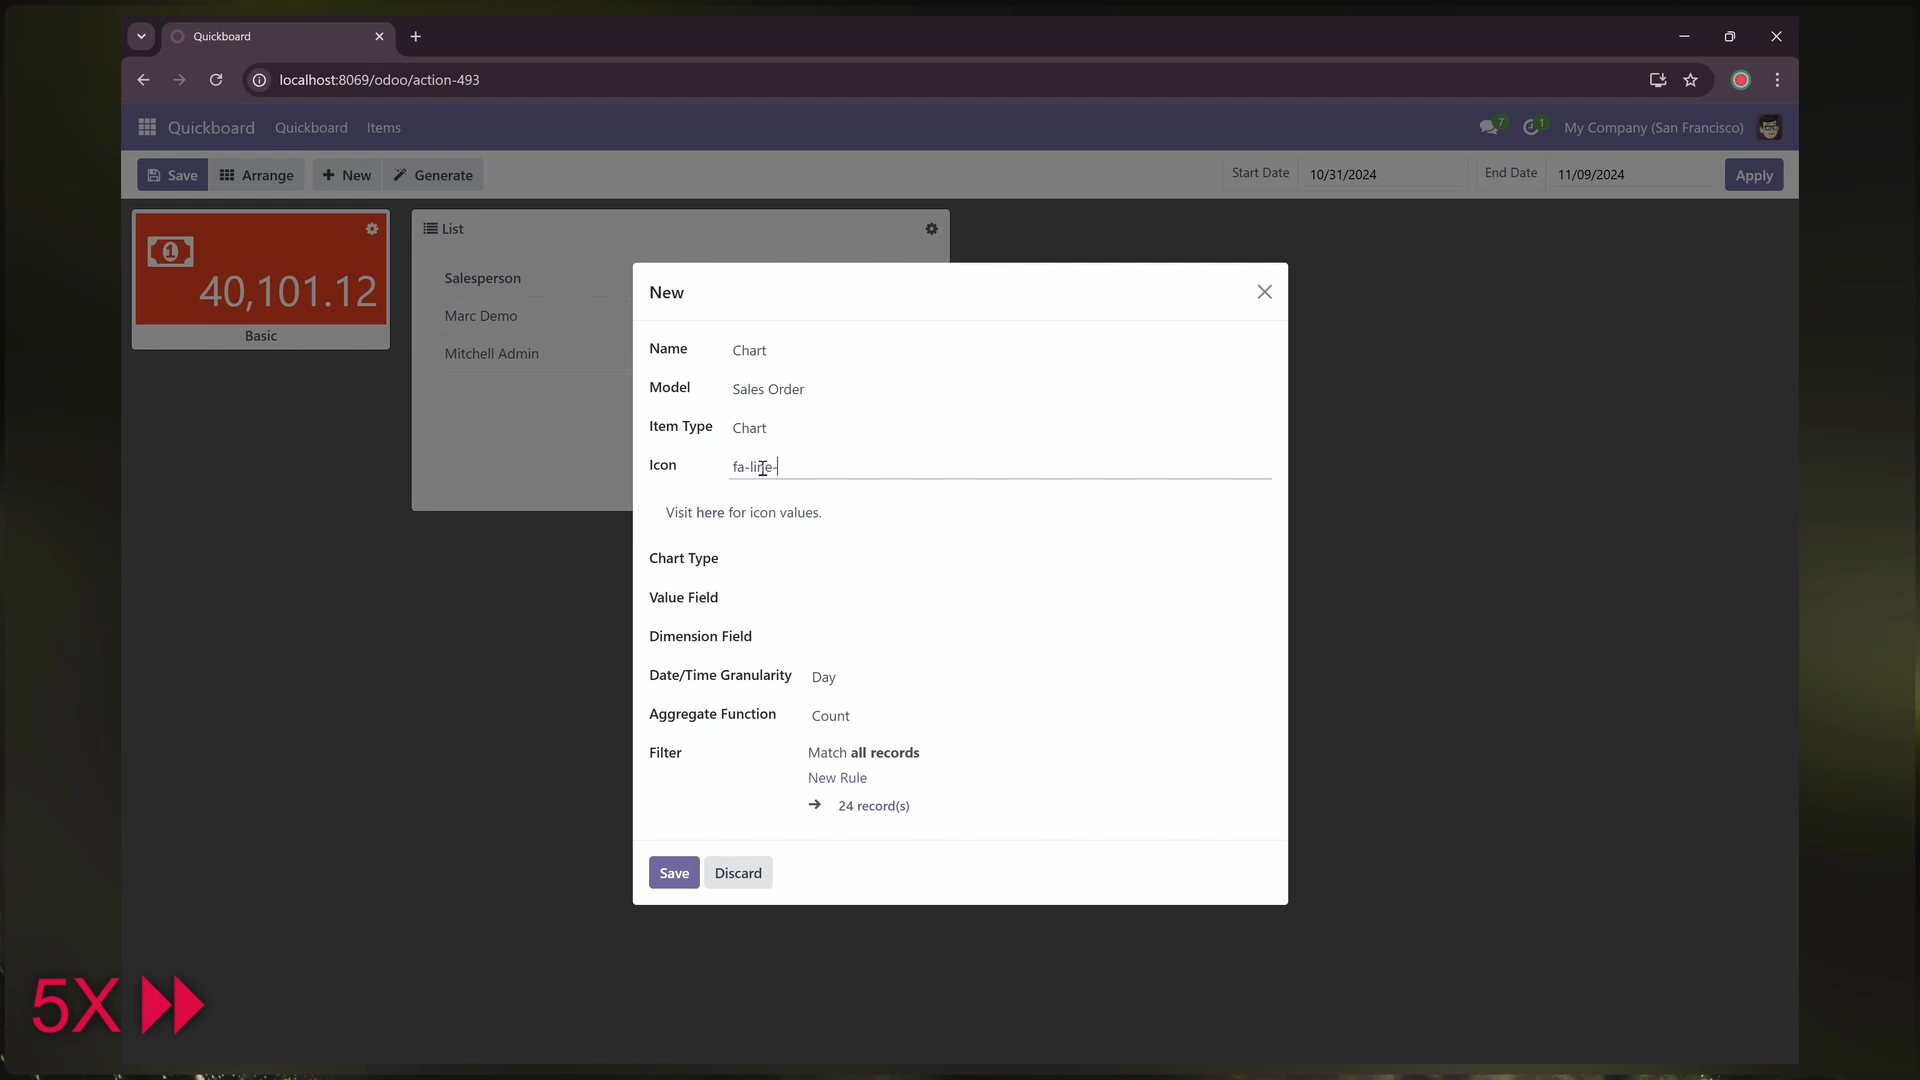 Quickboard
localhost:8069/odoo/action-493
Quickboard Quickboard Items 7 1 My Company (San Francisco)
Save Arrange New Generate Start Date 10/31/2024 End Date 11/09/2024 Apply
1
40,101.12
Basic
List
Salesperson
Marc Demo
Mitchell Admin
New
Name Chart
Model Sales Order
Item Type Chart
Icon fa-line-
Visit here for icon values.
Chart Type
Value Field
Dimension Field
Date/Time Granularity Day
Aggregate Function Count
Filter Match all records
New Rule
24 record(s)
Save Discard
5X